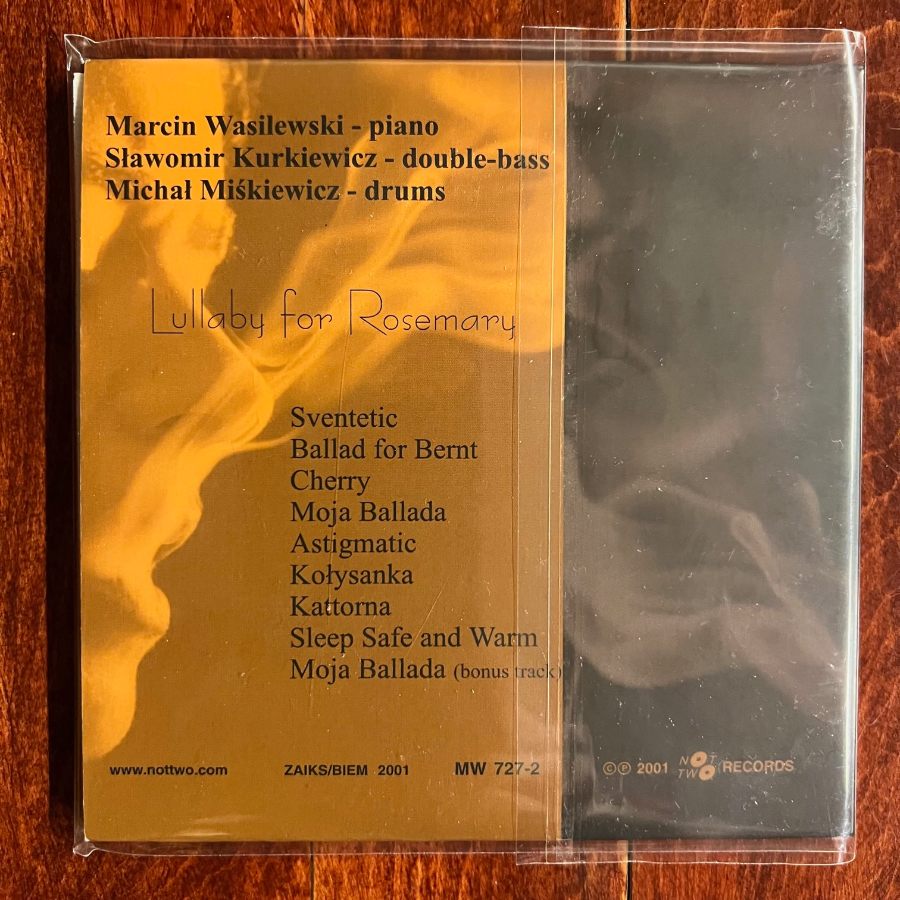 Marcin Wasilewski - piano
Sławomir Kurkiewicz - double-bass
Michał Miśkiewicz - drums
Lullaby for Rosemary
Sventetic
Ballad for Bernt
Cherry
Moja Ballada
Astigmatic
Kołysanka
Kattorna
Sleep Safe and Warm
Moja Ballada (bonus track)
www.nottwo.com ZAIKS/BIEM 2001 MW 727-2 ©℗ 2001 NOT TWO RECORDS